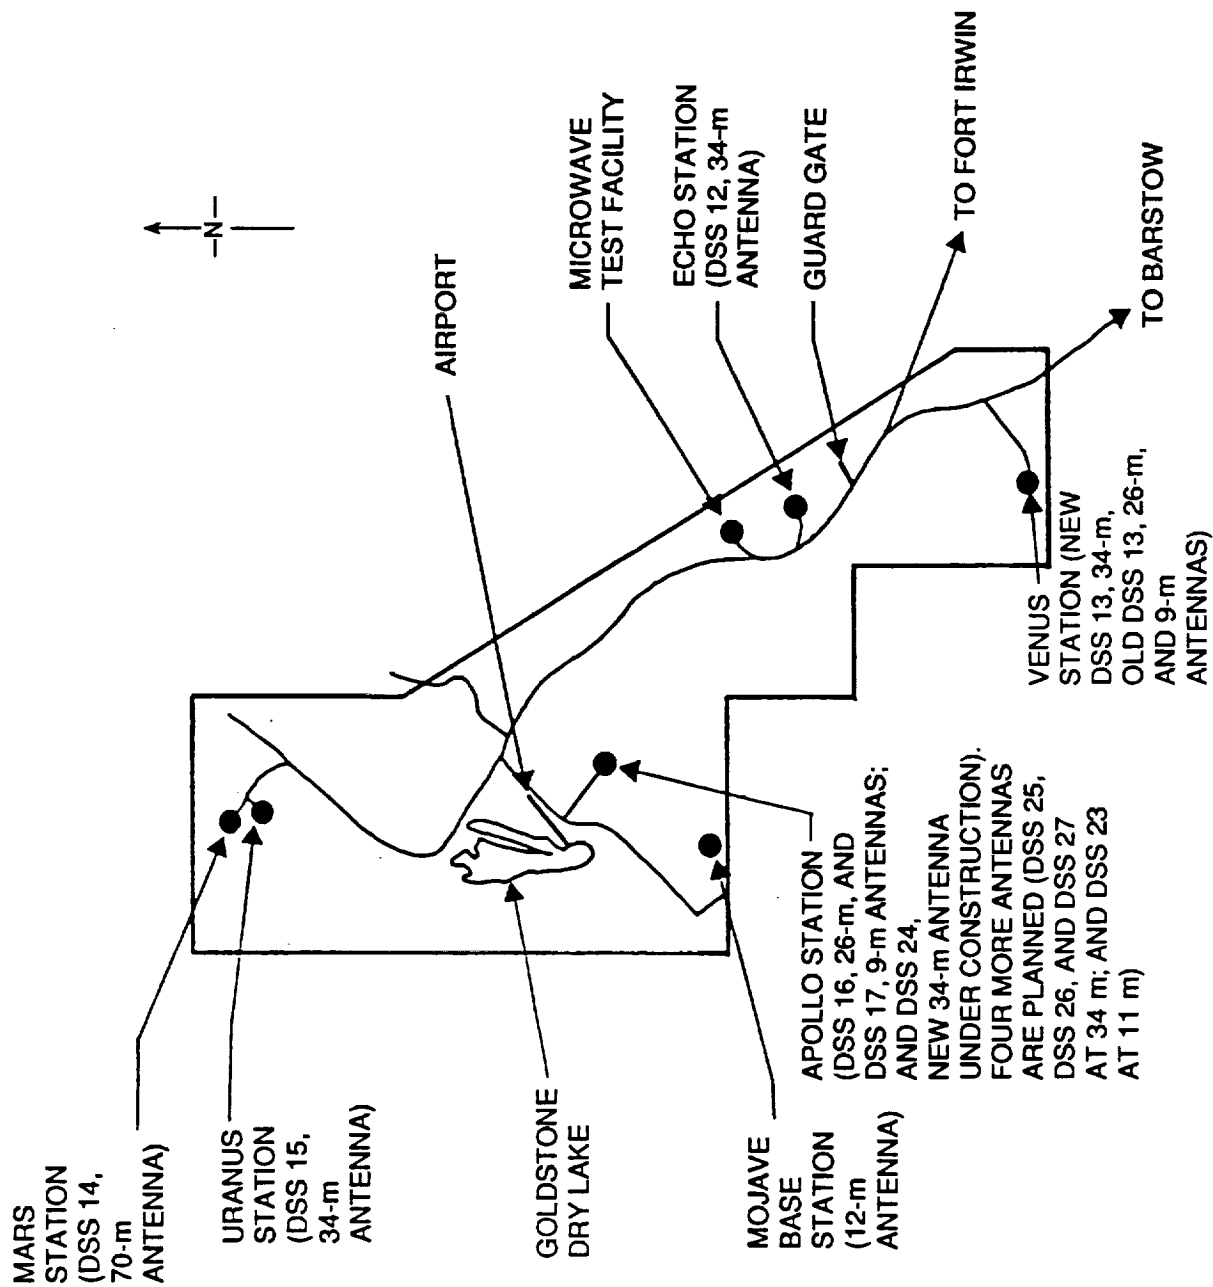 MARS
STATION
(DSS 14,
70-m
ANTENNA)
URANUS
STATION
(DSS 15,
34-m
ANTENNA)
GOLDSTONE
DRY LAKE
MOJAVE
BASE
STATION
(12-m
ANTENNA)
APOLLO STATION
(DSS 16, 26-m, AND
DSS 17, 9-m ANTENNAS;
AND DSS 24,
NEW 34-m ANTENNA
UNDER CONSTRUCTION).
FOUR MORE ANTENNAS
ARE PLANNED (DSS 25,
DSS 26, AND DSS 27
AT 34 m; AND DSS 23
AT 11 m)
VENUS
STATION (NEW
DSS 13, 34-m,
OLD DSS 13, 26-m,
AND 9-m
ANTENNAS)
AIRPORT
MICROWAVE
TEST FACILITY
ECHO STATION
(DSS 12, 34-m
ANTENNA)
GUARD GATE
TO FORT IRWIN
TO BARSTOW
–N–